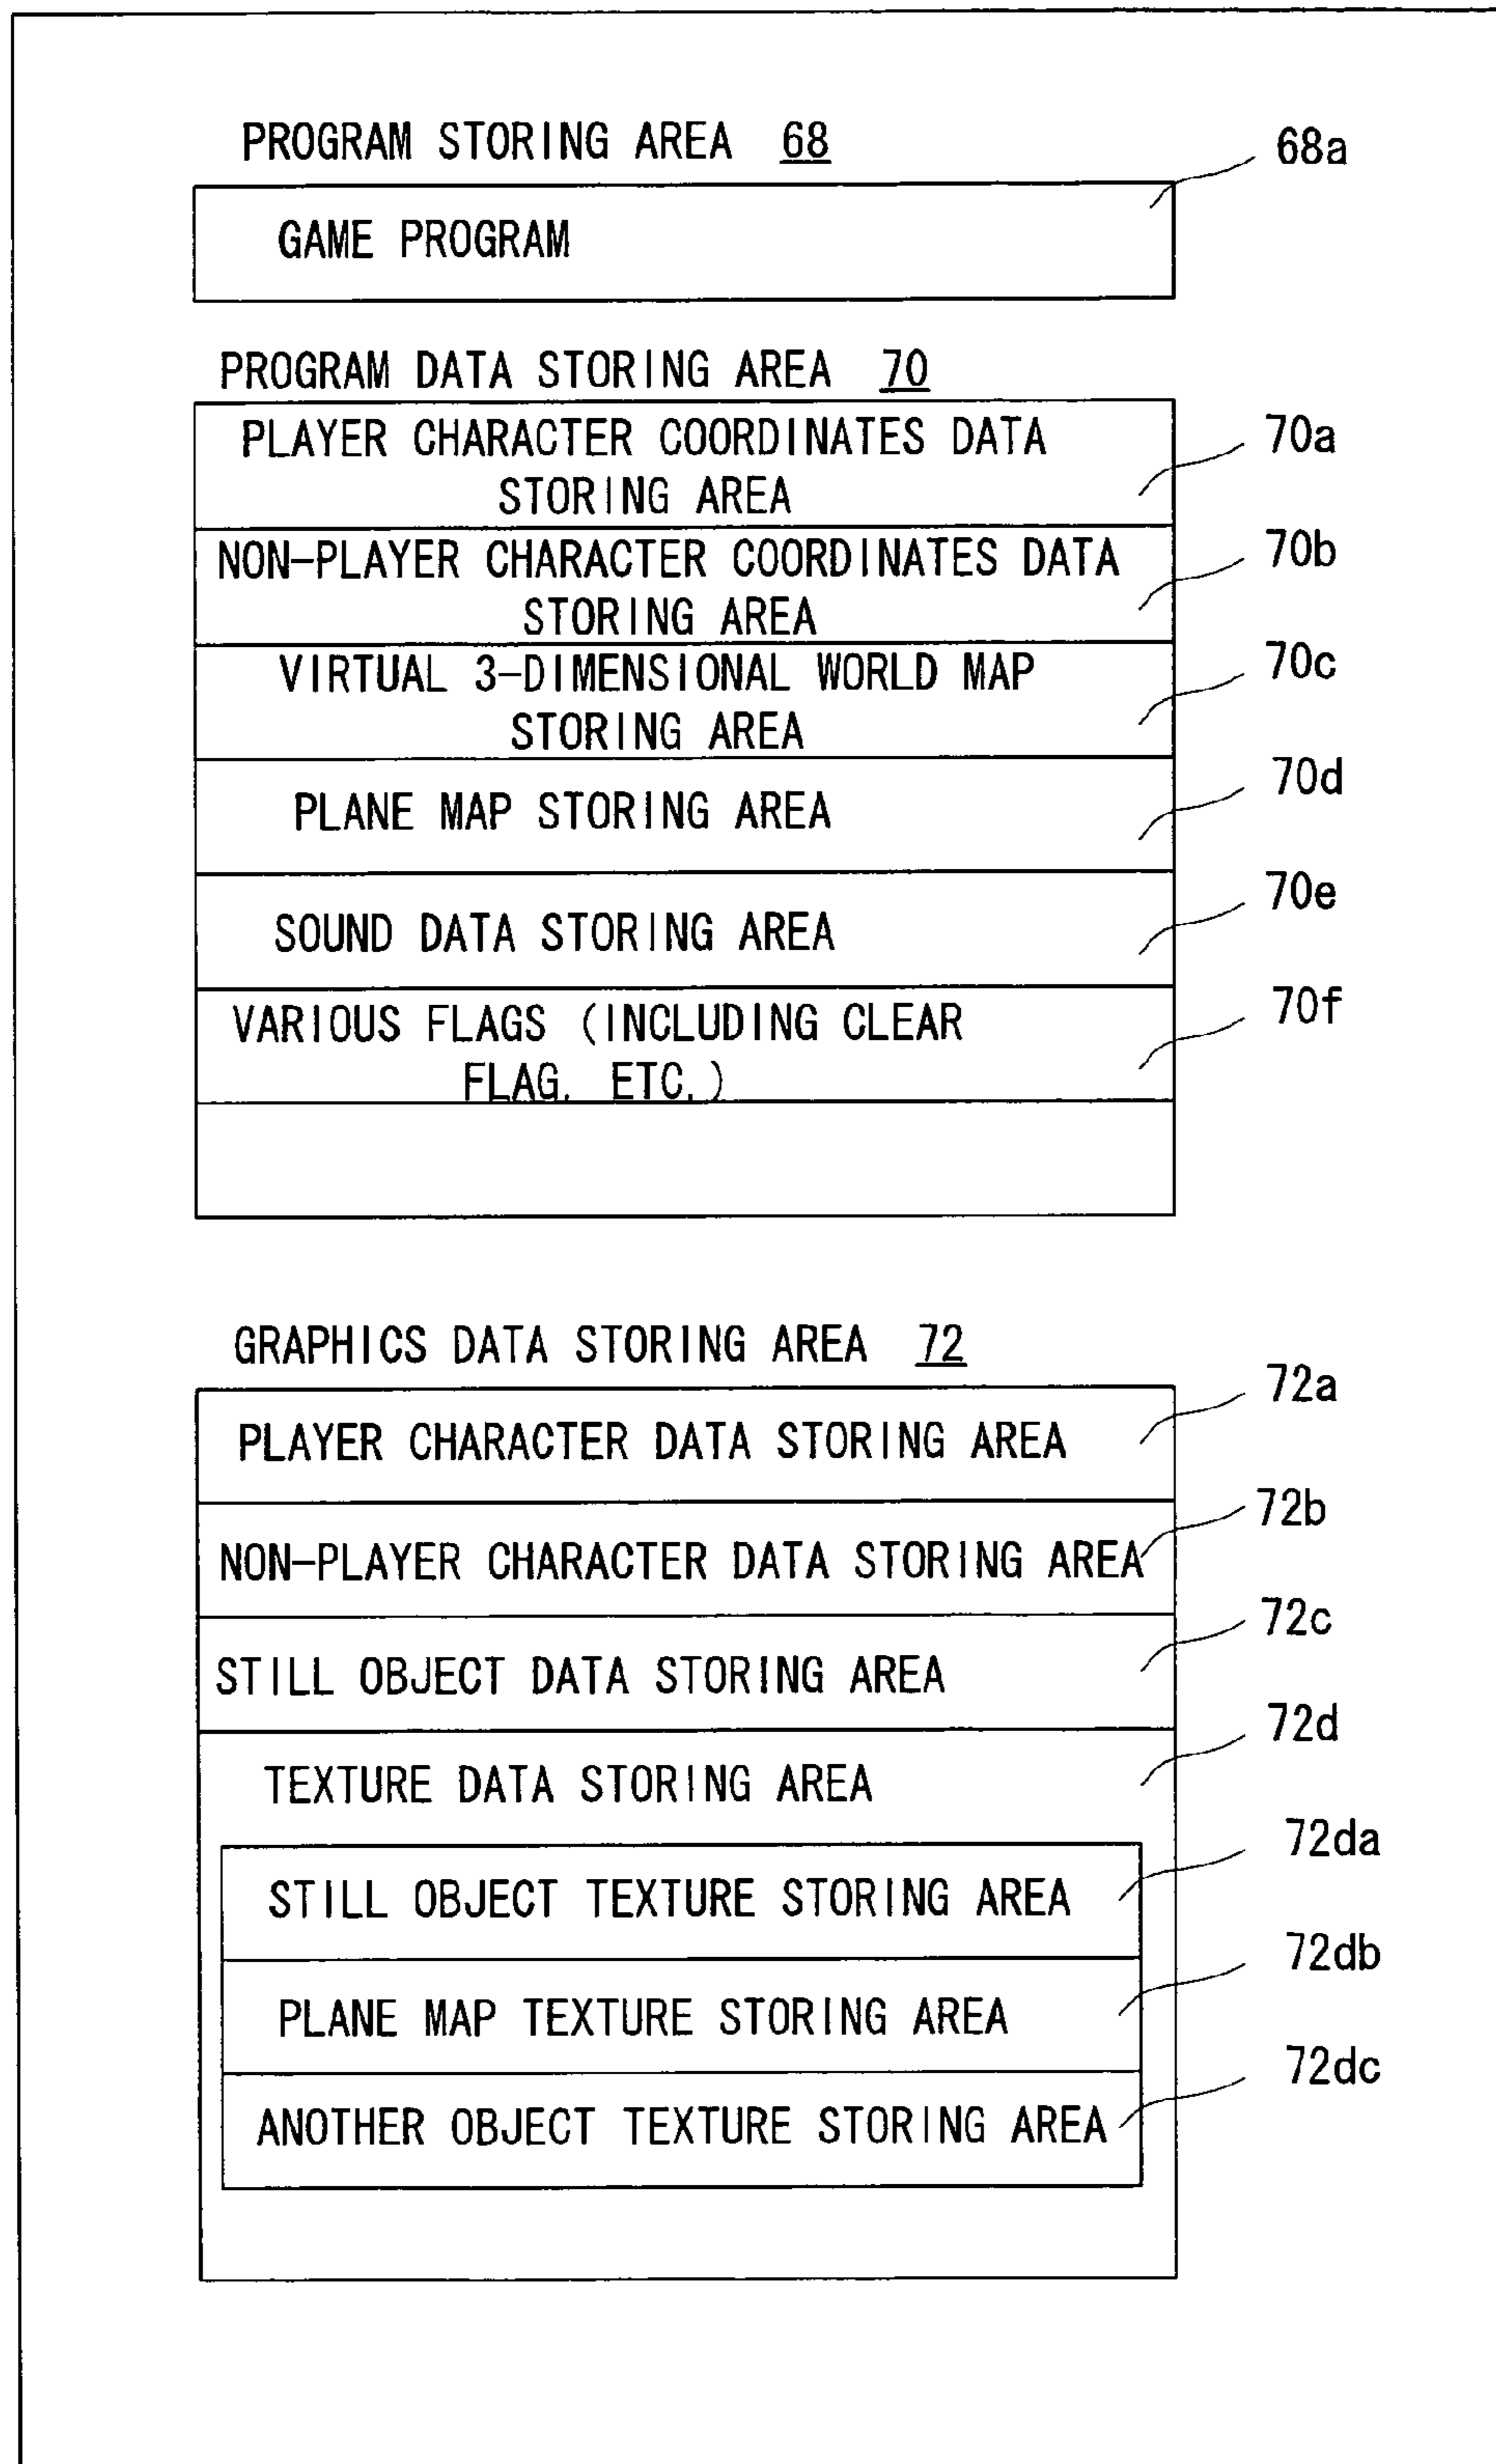 PROGRAM STORING AREA 68
68a
GAME PROGRAM
PROGRAM DATA STORING AREA 70
PLAYER CHARACTER COORDINATES DATA
STORING AREA
70a
NON-PLAYER CHARACTER COORDINATES DATA
STORING AREA
70b
VIRTUAL 3-DIMENSIONAL WORLD MAP
STORING AREA
70c
PLANE MAP STORING AREA
70d
SOUND DATA STORING AREA
70e
VARIOUS FLAGS (INCLUDING CLEAR
FLAG, ETC.)
70f
GRAPHICS DATA STORING AREA 72
PLAYER CHARACTER DATA STORING AREA
72a
NON-PLAYER CHARACTER DATA STORING AREA
72b
STILL OBJECT DATA STORING AREA
72c
TEXTURE DATA STORING AREA
72d
STILL OBJECT TEXTURE STORING AREA
72da
PLANE MAP TEXTURE STORING AREA
72db
ANOTHER OBJECT TEXTURE STORING AREA
72dc